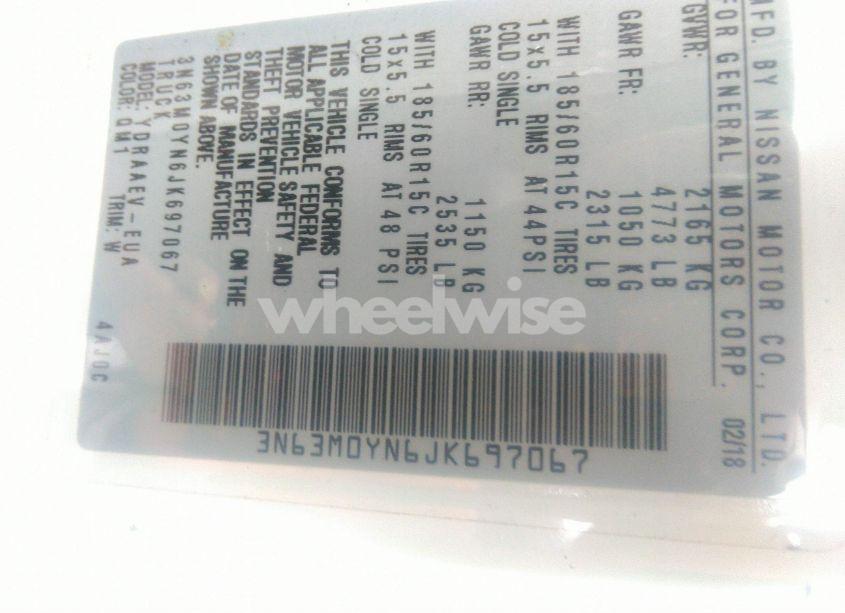 MFD. BY NISSAN MOTOR CO., LTD.
FOR GENERAL MOTORS CORP. 02/18
GVWR: 2165 KG
4773 LB
GAWR FR: 1050 KG
2315 LB
WITH 185/60R15C TIRES
15x5.5 RIMS AT 44PSI
COLD SINGLE
GAWR RR: 1150 KG
2535 LB
WITH 185/60R15C TIRES
15x5.5 RIMS AT 48 PSI
COLD SINGLE
THIS VEHICLE CONFORMS TO
ALL APPLICABLE FEDERAL
MOTOR VEHICLE SAFETY AND
THEFT PREVENTION
STANDARDS IN EFFECT ON THE
DATE OF MANUFACTURE
SHOWN ABOVE.
3N63M0YN6JK697067
TRUCK
MODEL: YDRAAEV-EUA
COLOR: QM1 TRIM: W 4AJ0C
3N63M0YN6JK697067
wheelwise